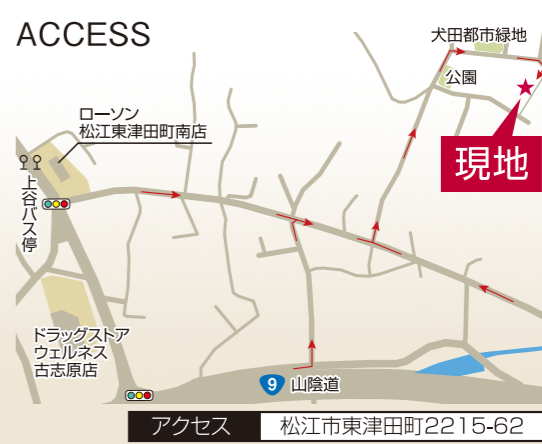 ACCESS
犬田都市緑地
公園
現地
ローソン
松江東津田町南店
上谷バス停
ドラッグストア
ウェルネス
古志原店
9 山陰道
アクセス 松江市東津田町2215-62